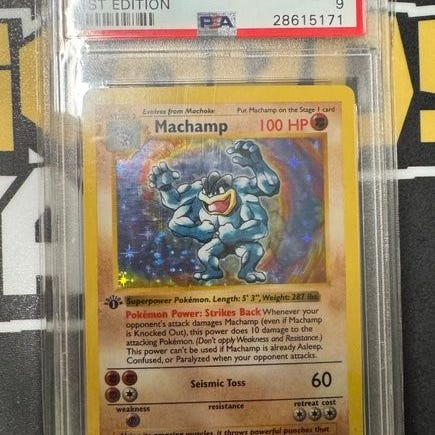 1ST EDITION
PSA
9
28615171
Evolves from Machoke
Put Machamp on the Stage 1 card
Machamp
100 HP
Superpower Pokémon. Length: 5' 3", Weight: 287 lbs.
Pokémon Power: Strikes Back Whenever your
opponent's attack damages Machamp (even if Machamp
is Knocked Out), this power does 10 damage to the
attacking Pokémon. (Don't apply Weakness and Resistance.)
This power can't be used if Machamp is already Asleep,
Confused, or Paralyzed when your opponent attacks.
Seismic Toss
60
weakness
resistance
retreat cost